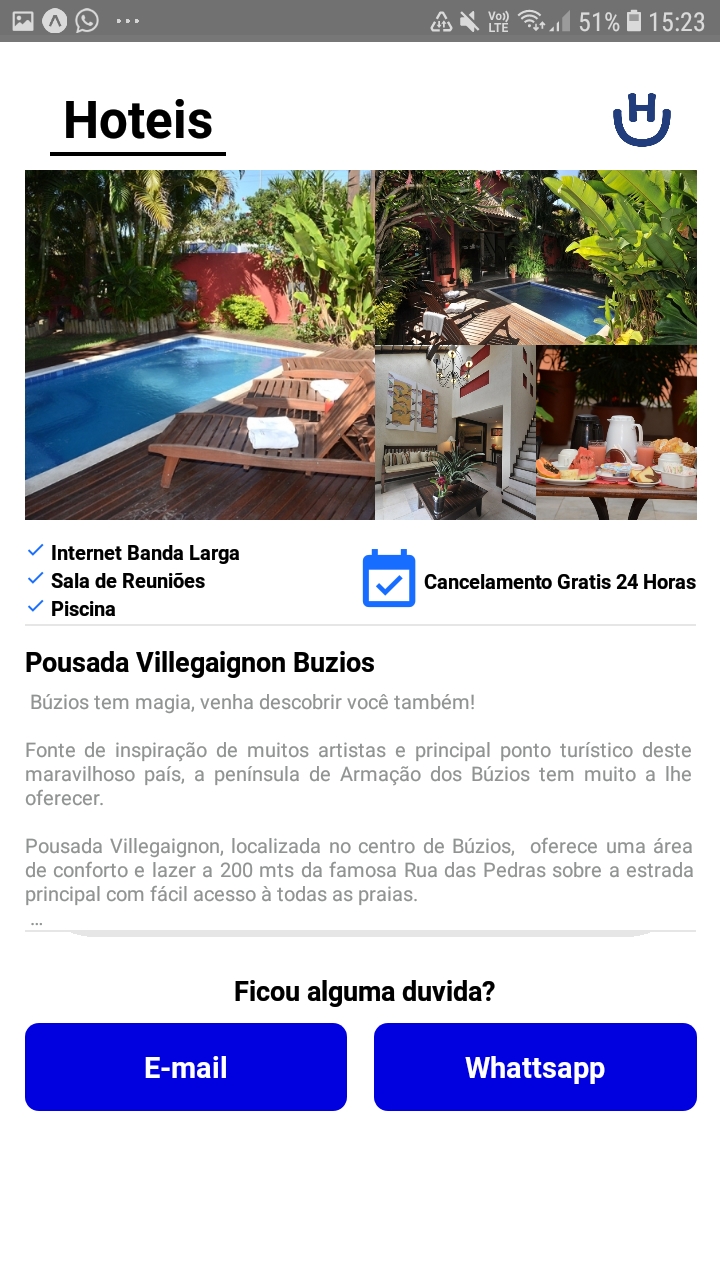 Vo))
LTE
51%
15:23
Hoteis
H
Internet Banda Larga
Sala de Reuniões
Piscina
Cancelamento Gratis 24 Horas
Pousada Villegaignon Buzios
Búzios tem magia, venha descobrir você também!
Fonte de inspiração de muitos artistas e principal ponto turístico deste
maravilhoso país, a península de Armação dos Búzios tem muito a lhe
oferecer.
Pousada Villegaignon, localizada no centro de Búzios,  oferece uma área
de conforto e lazer a 200 mts da famosa Rua das Pedras sobre a estrada
principal com fácil acesso à todas as praias.
...
Ficou alguma duvida?
E-mail
Whattsapp